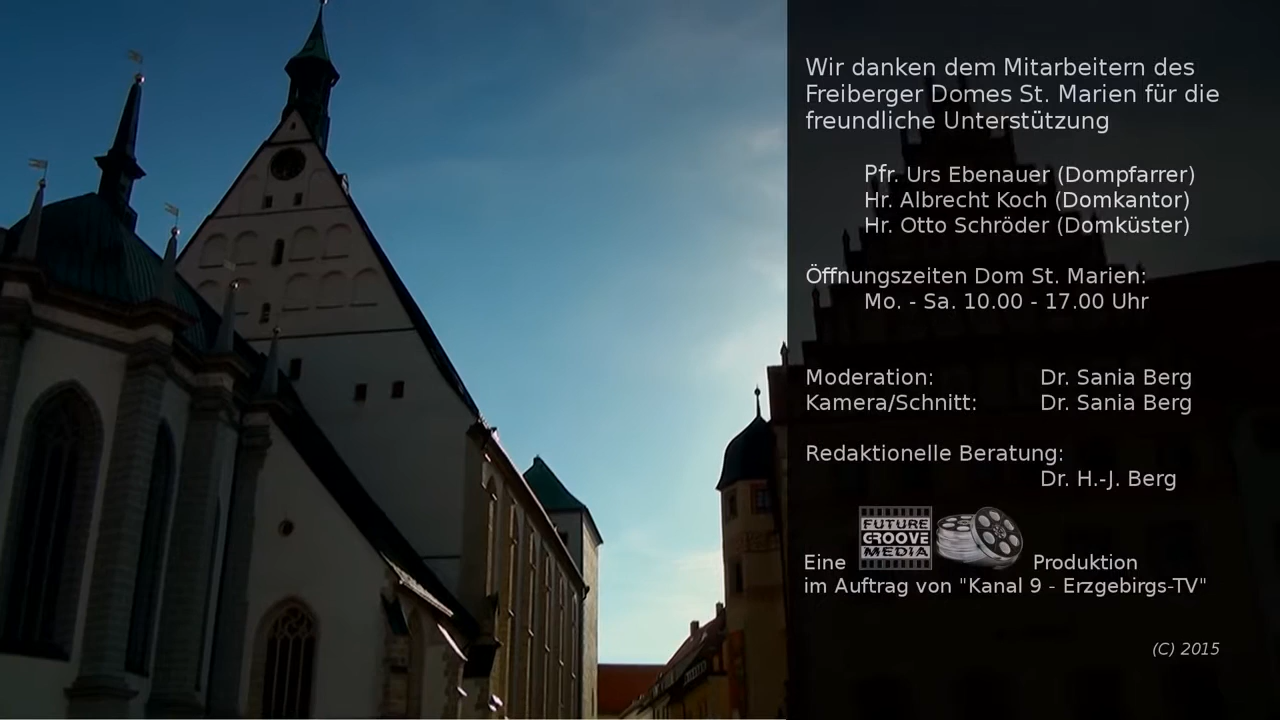 Wir danken dem Mitarbeitern des
Freiberger Domes St. Marien für die
freundliche Unterstützung
Pfr. Urs Ebenauer (Dompfarrer)
Hr. Albrecht Koch (Domkantor)
Hr. Otto Schröder (Domküster)
Öffnungszeiten Dom St. Marien:
Mo. - Sa. 10.00 - 17.00 Uhr
Moderation: Dr. Sania Berg
Kamera/Schnitt: Dr. Sania Berg
Redaktionelle Beratung:
Dr. H.-J. Berg
FUTURE
GROOVE
MEDIA
Eine Produktion
im Auftrag von "Kanal 9 - Erzgebirgs-TV"
(C) 2015